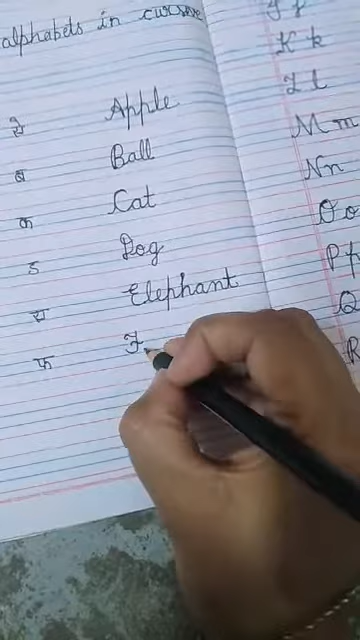 alphabets in cursive
ऐ Apple
ब Ball
क Cat
ड Dog
ए Elephant
फ F
J j
K k
L l
M m
N n
O o
P p
Q
R